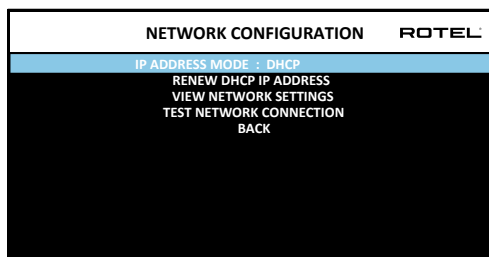 NETWORK CONFIGURATION ROTEL
IP ADDRESS MODE : DHCP
RENEW DHCP IP ADDRESS
VIEW NETWORK SETTINGS
TEST NETWORK CONNECTION
BACK